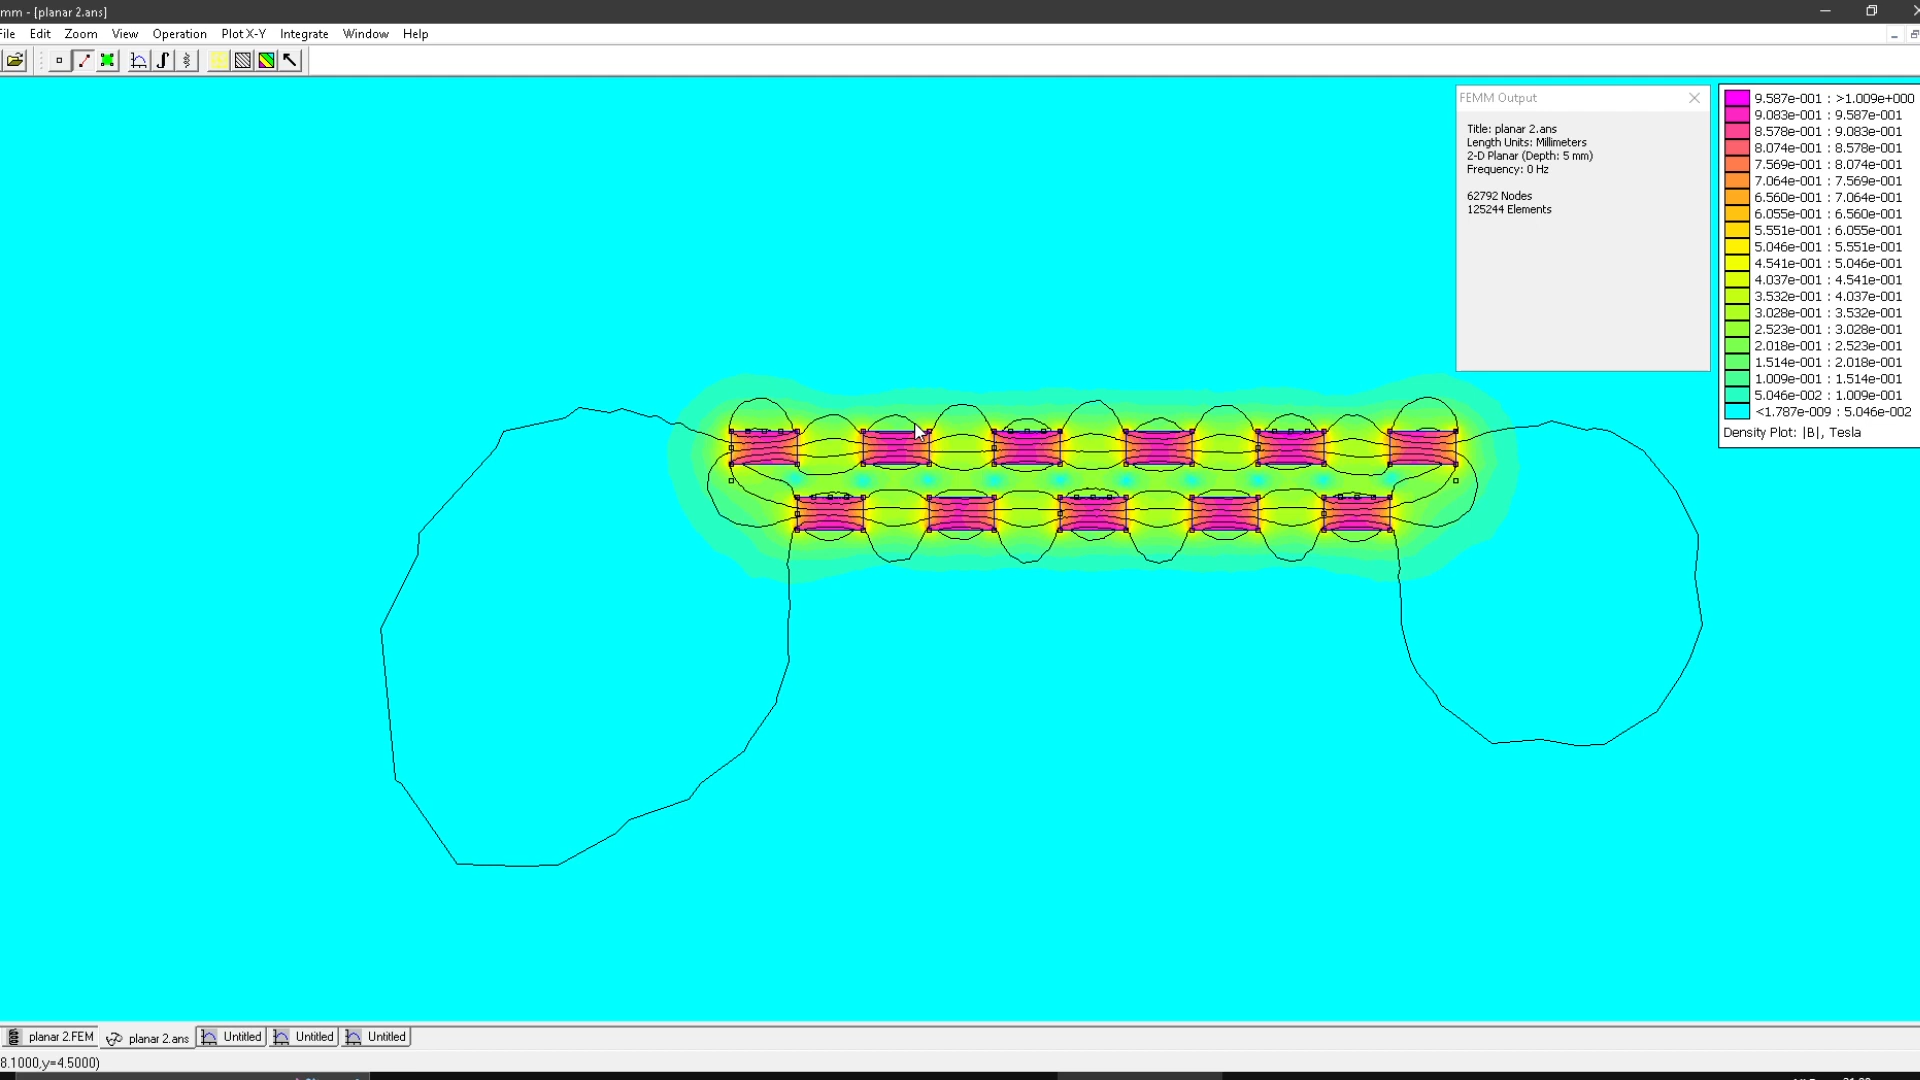 mm - [planar 2.ans]
File Edit Zoom View Operation Plot X-Y Integrate Window Help
FEMM Output
Title: planar 2.ans
Length Units: Millimeters
2-D Planar (Depth: 5 mm)
Frequency: 0 Hz
62792 Nodes
125244 Elements
9.587e-001 : >1.009e+000
9.083e-001 : 9.587e-001
8.578e-001 : 9.083e-001
8.074e-001 : 8.578e-001
7.569e-001 : 8.074e-001
7.064e-001 : 7.569e-001
6.560e-001 : 7.064e-001
6.055e-001 : 6.560e-001
5.551e-001 : 6.055e-001
5.046e-001 : 5.551e-001
4.541e-001 : 5.046e-001
4.037e-001 : 4.541e-001
3.532e-001 : 4.037e-001
3.028e-001 : 3.532e-001
2.523e-001 : 3.028e-001
2.018e-001 : 2.523e-001
1.514e-001 : 2.018e-001
1.009e-001 : 1.514e-001
5.046e-002 : 1.009e-001
<1.787e-009 : 5.046e-002
Density Plot: |B|, Tesla
planar 2.FEM planar 2.ans Untitled Untitled Untitled
8.1000,y=4.5000)